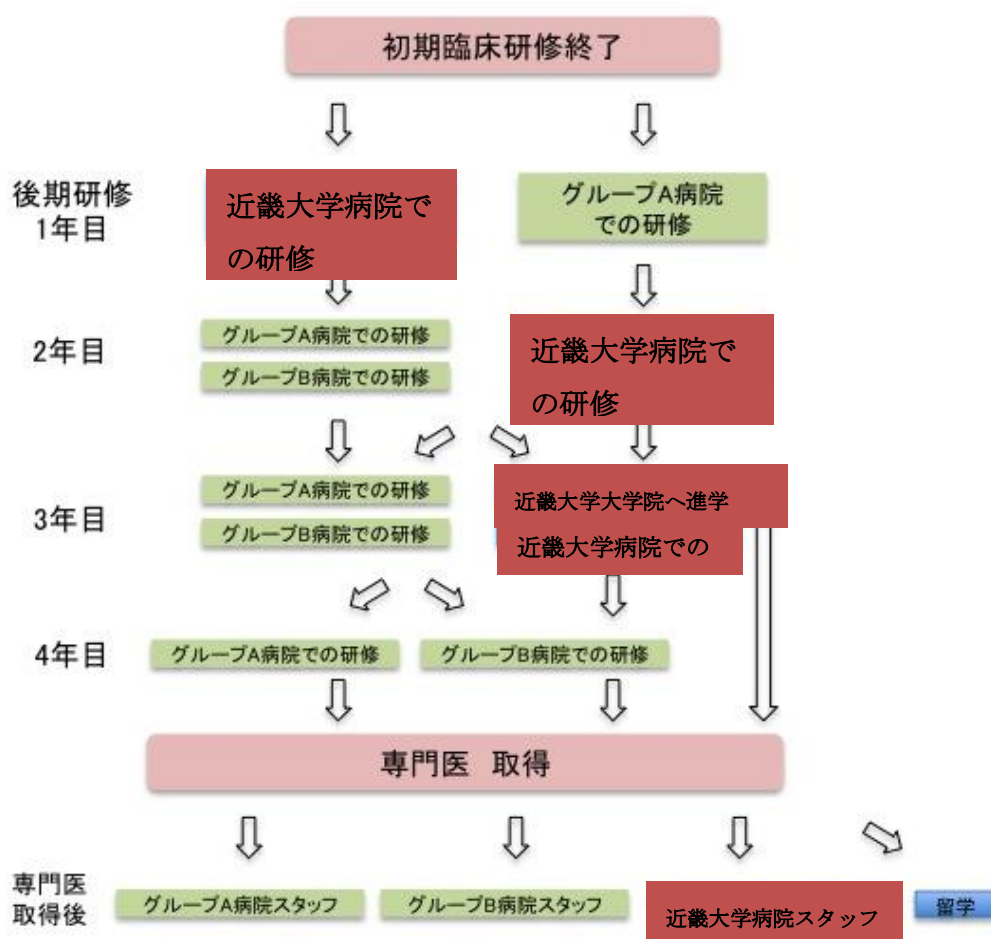 初期臨床研修終了
後期研修
1年目
近畿大学病院で
の研修
グループA病院
での研修
2年目
グループA病院での研修
グループB病院での研修
近畿大学病院で
の研修
3年目
グループA病院での研修
グループB病院での研修
近畿大学大学院へ進学
近畿大学病院での
4年目
グループA病院での研修
グループB病院での研修
専門医 取得
専門医
取得後
グループA病院スタッフ
グループB病院スタッフ
近畿大学病院スタッフ
留学